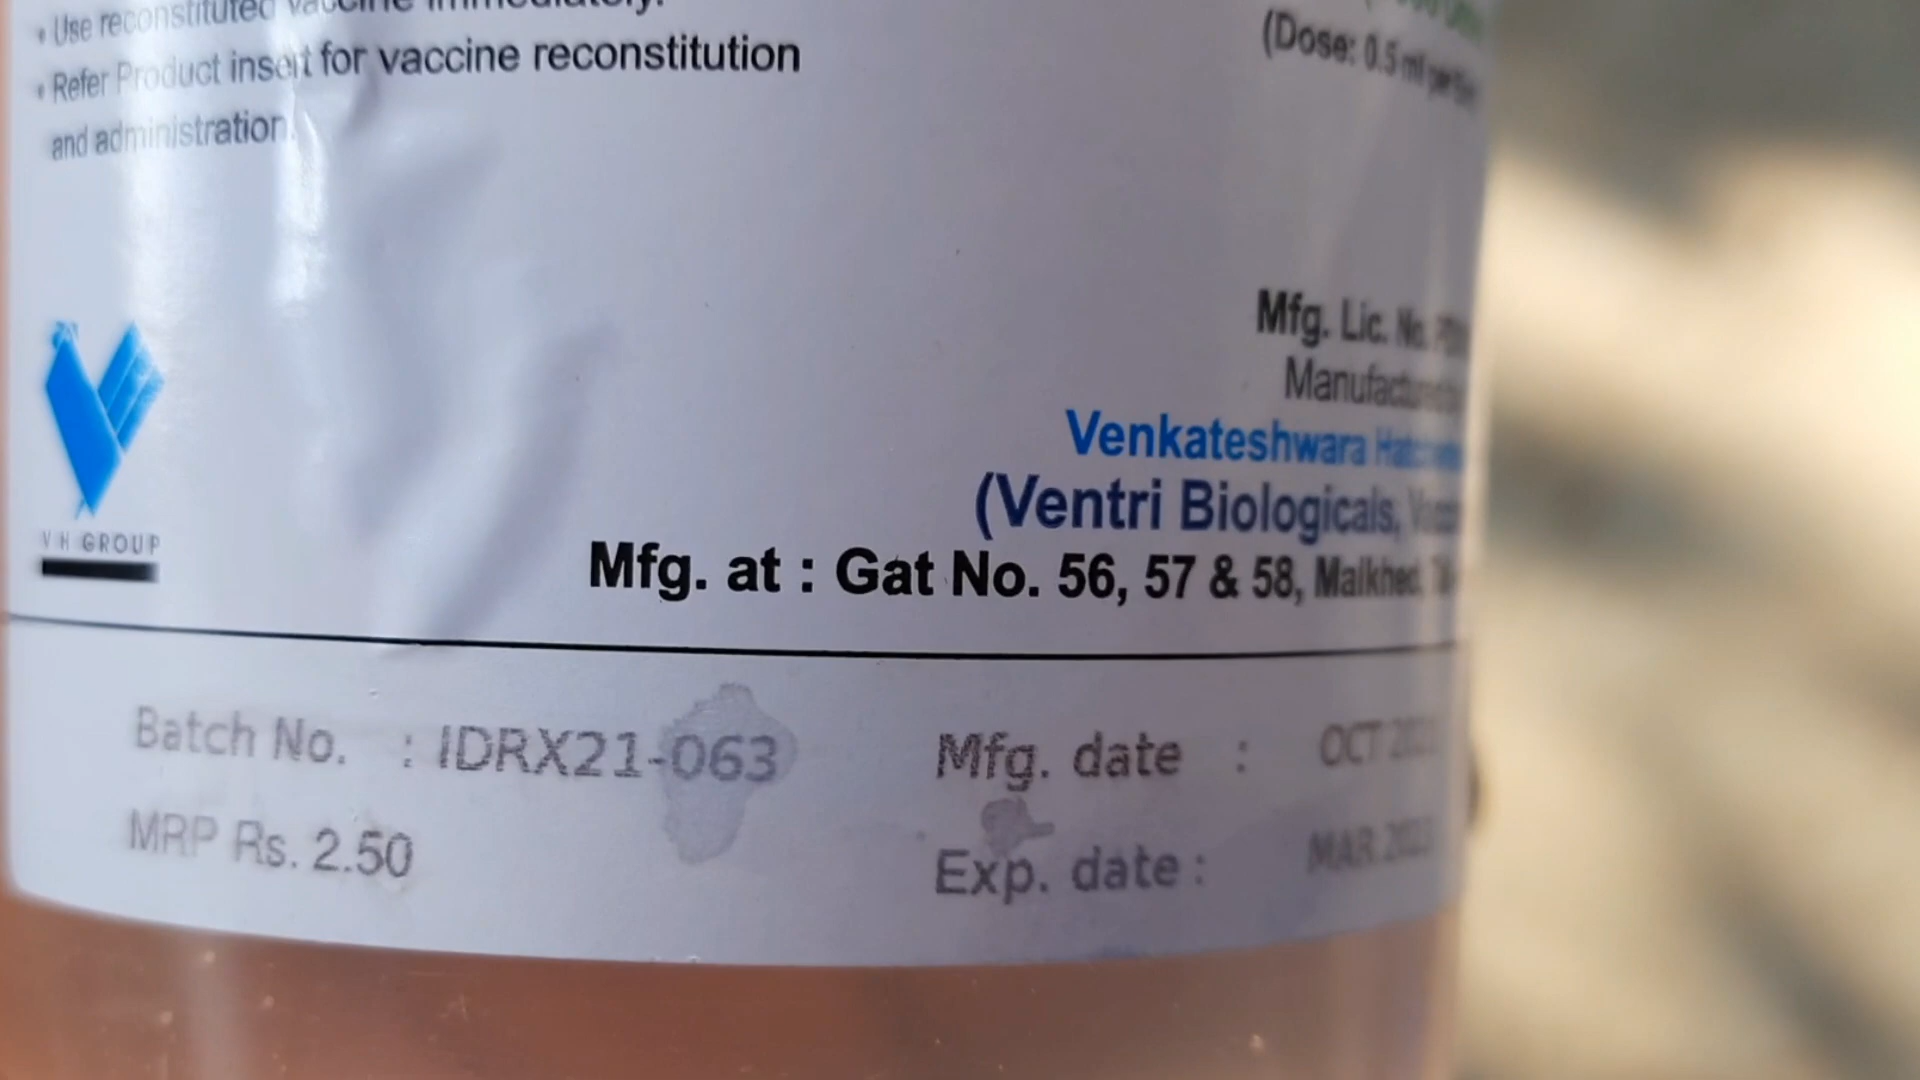 • Use reconstituted vaccine immediately.
• Refer Product insert for vaccine reconstitution
and administration.
(Dose: 0.5 ml per
Mfg. Lic. No.
Manufactured
Venkateshwara
(Ventri Biologicals,
Mfg. at : Gat No. 56, 57 & 58, Malkhed,
VH GROUP
Batch No. : IDRX21-063
Mfg. date : OCT
MRP Rs. 2.50
Exp. date : MAR